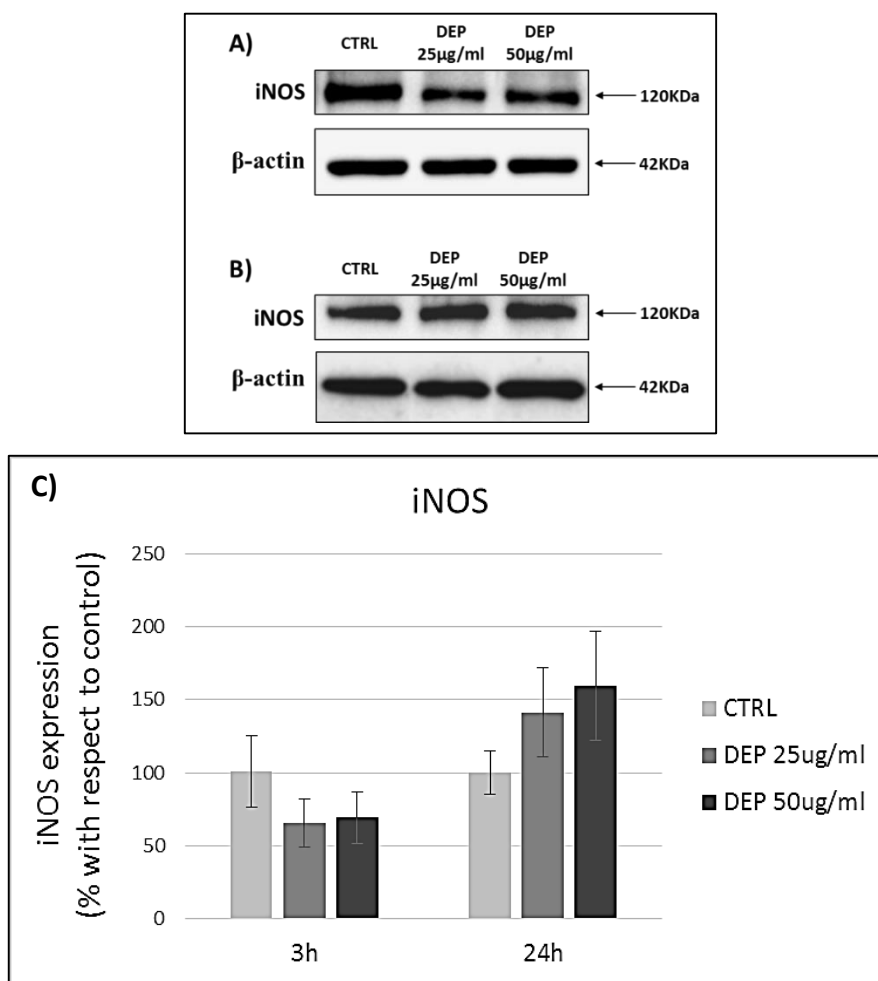 A)
CTRL
DEP
25µg/ml
DEP
50µg/ml
iNOS
120KDa
β-actin
42KDa
B)
CTRL
DEP
25µg/ml
DEP
50µg/ml
iNOS
120KDa
β-actin
42KDa
C)
iNOS
iNOS expression
(% with respect to control)
250
200
150
100
50
0
3h
24h
CTRL
DEP 25ug/ml
DEP 50ug/ml